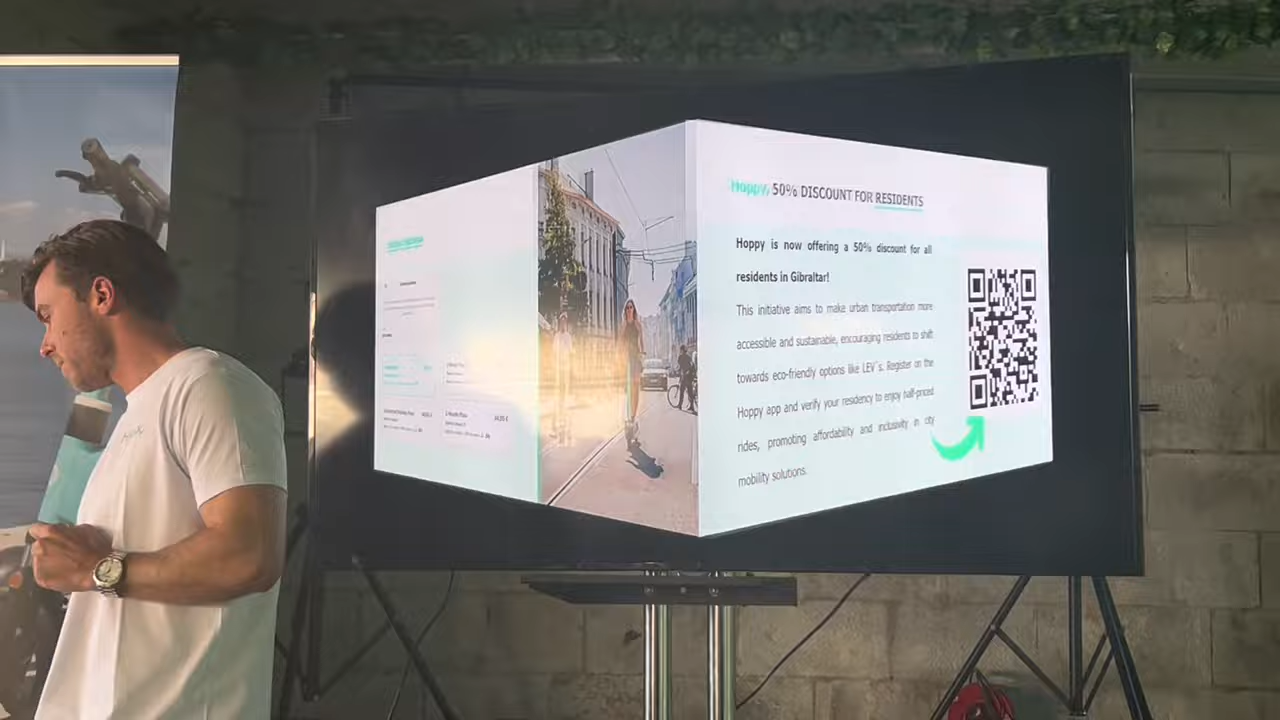 Hoppy 50% DISCOUNT FOR RESIDENTS
Hoppy is now offering a 50% discount for all
residents in Gibraltar!
This initiative aims to make urban transportation more
accessible and sustainable, encouraging residents to shift
towards eco-friendly options like LEV´s. Register on the
Hoppy app and verify your residency to enjoy half-priced
rides, promoting affordability and inclusivity in city
mobility solutions.